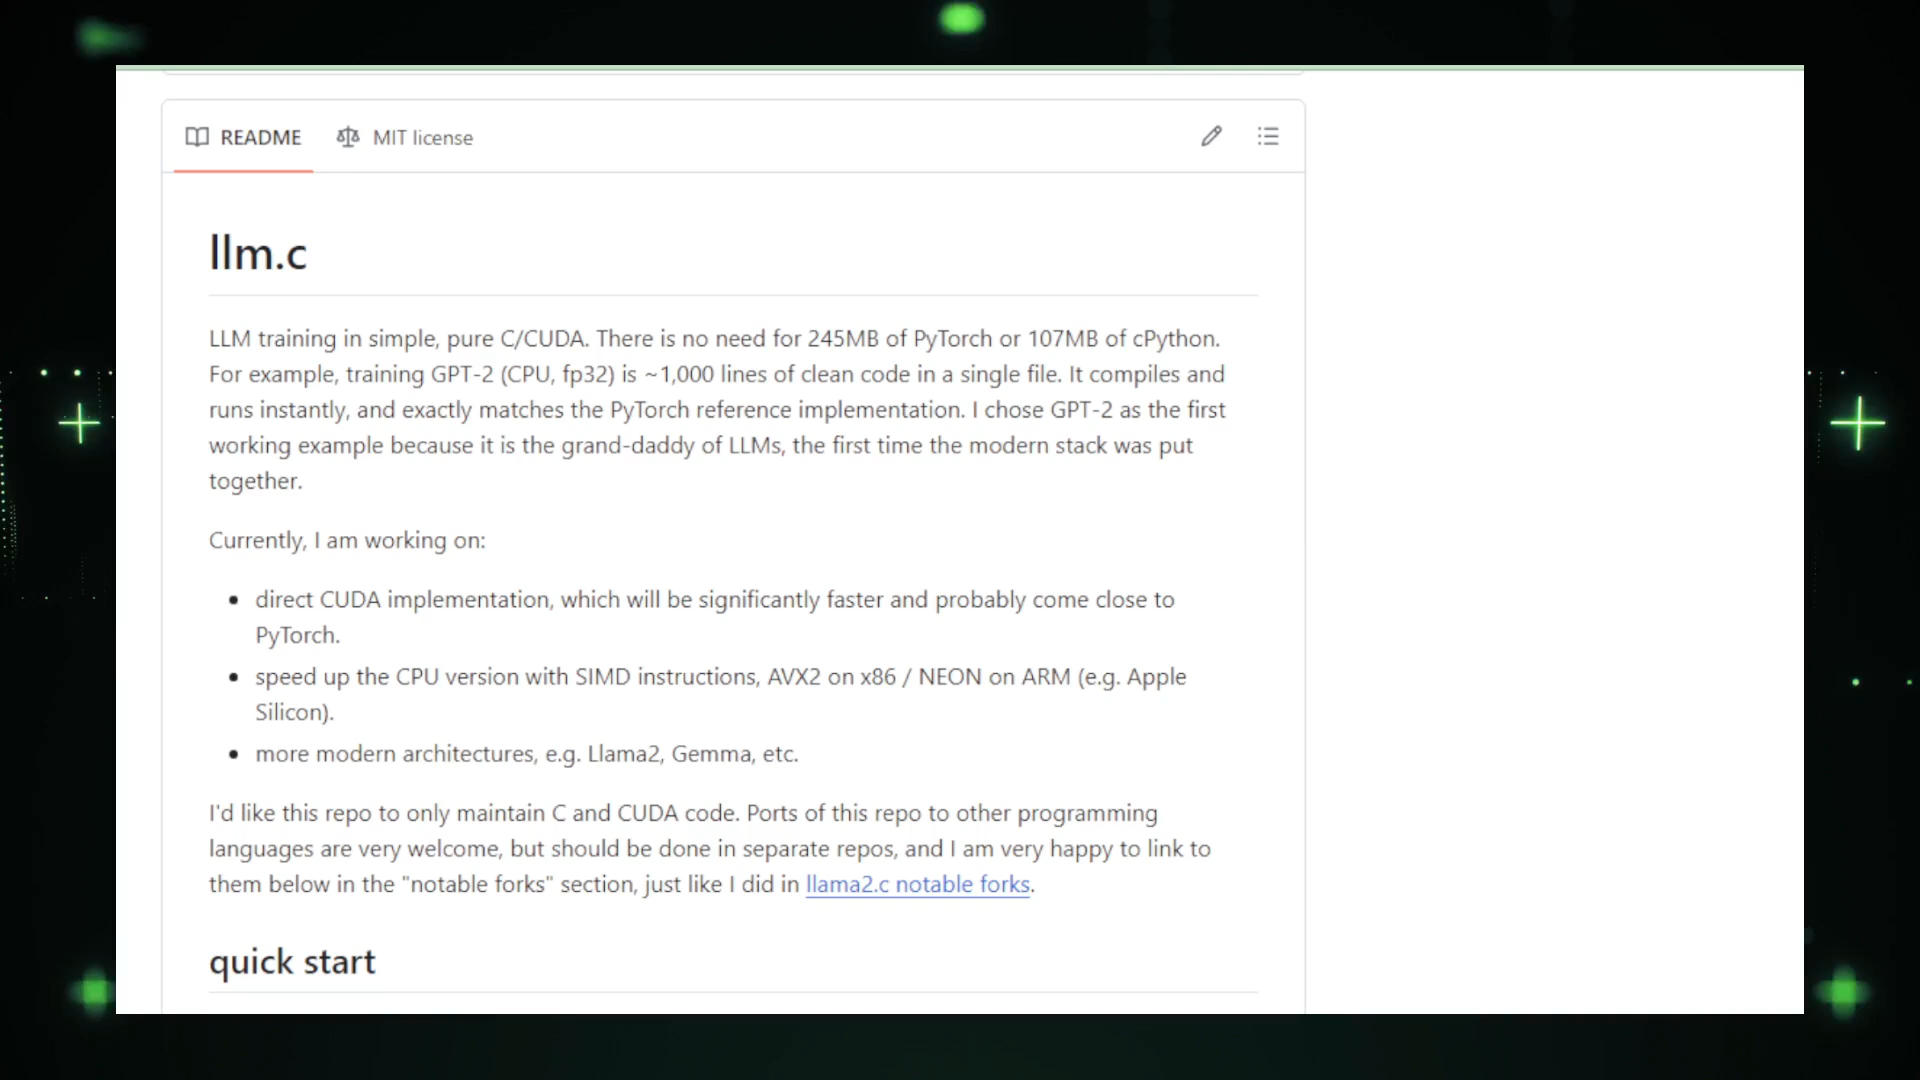 README MIT license
llm.c
LLM training in simple, pure C/CUDA. There is no need for 245MB of PyTorch or 107MB of cPython.
For example, training GPT-2 (CPU, fp32) is ~1,000 lines of clean code in a single file. It compiles and
runs instantly, and exactly matches the PyTorch reference implementation. I chose GPT-2 as the first
working example because it is the grand-daddy of LLMs, the first time the modern stack was put
together.
Currently, I am working on:
• direct CUDA implementation, which will be significantly faster and probably come close to
PyTorch.
• speed up the CPU version with SIMD instructions, AVX2 on x86 / NEON on ARM (e.g. Apple
Silicon).
• more modern architectures, e.g. Llama2, Gemma, etc.
I'd like this repo to only maintain C and CUDA code. Ports of this repo to other programming
languages are very welcome, but should be done in separate repos, and I am very happy to link to
them below in the "notable forks" section, just like I did in llama2.c notable forks.
quick start